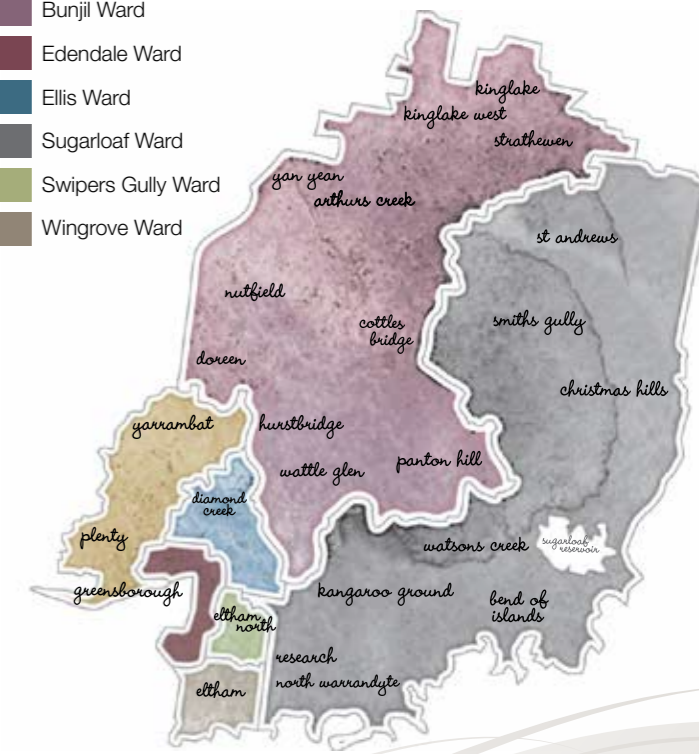 Bunjil Ward
Edendale Ward
Ellis Ward
Sugarloaf Ward
Swipers Gully Ward
Wingrove Ward
kinglake
kinglake west
strathewen
yan yean
arthurs creek
st andrews
nutfield
smiths gully
cottles
bridge
doreen
christmas hills
yarrambat
hurstbridge
wattle glen
panton hill
diamond
creek
plenty
watsons creek
sugarloaf
reservoir
greensborough
kangaroo ground
bend of
islands
eltham
north
research
eltham
north warrandyte